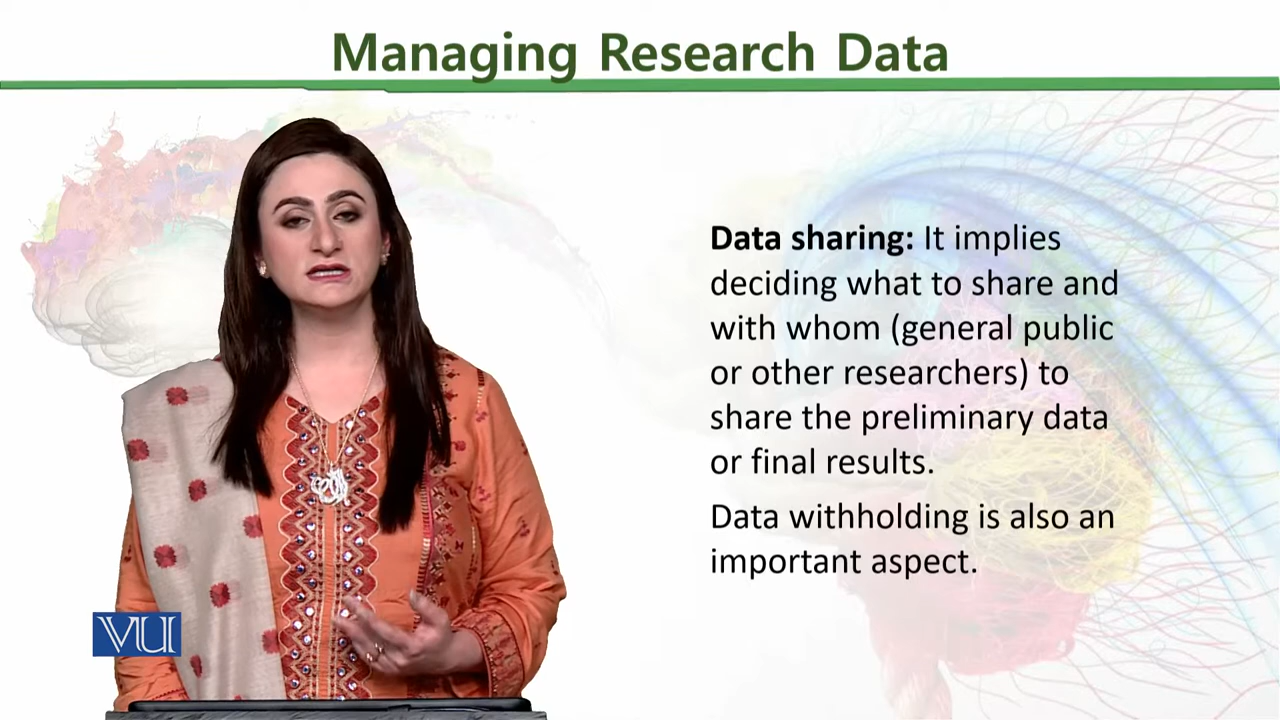 Managing Research Data
Data sharing: It implies
deciding what to share and
with whom (general public
or other researchers) to
share the preliminary data
or final results.
Data withholding is also an
important aspect.
VU